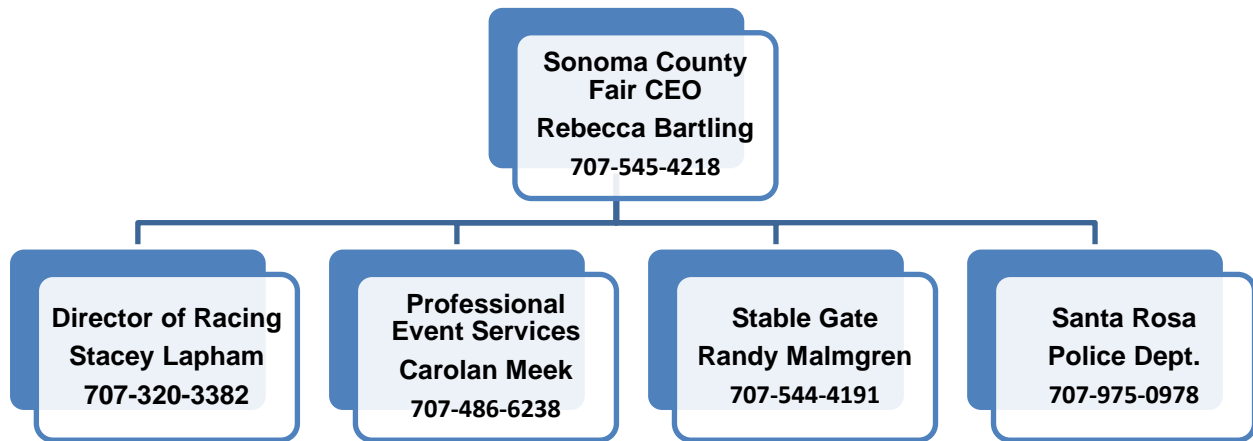 Sonoma County
Fair CEO
Rebecca Bartling
707-545-4218
Director of Racing
Stacey Lapham
707-320-3382
Professional
Event Services
Carolan Meek
707-486-6238
Stable Gate
Randy Malmgren
707-544-4191
Santa Rosa
Police Dept.
707-975-0978